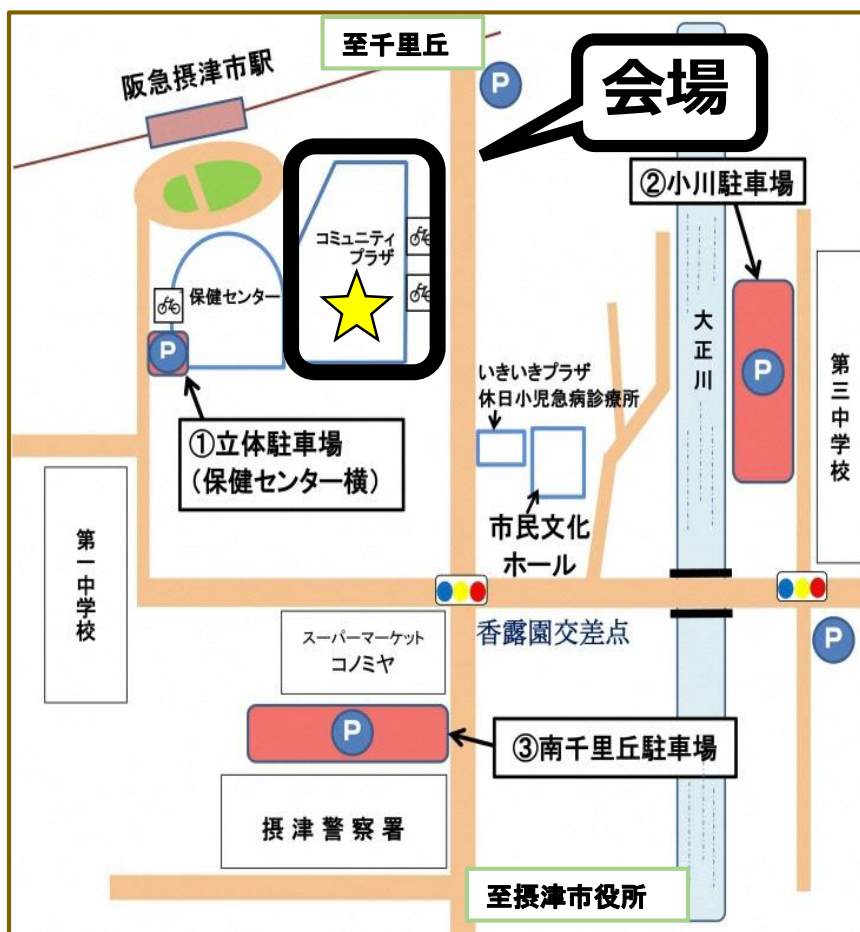 至千里丘
阪急摂津市駅
P
会場
②小川駐車場
コミュニティ
プラザ
保健センター
P
大正川
P
第三中学校
いきいきプラザ
休日小児急病診療所
①立体駐車場
(保健センター横)
市民文化
ホール
第一中学校
香露園交差点
スーパーマーケット
コノミヤ
P
P
③南千里丘駐車場
摂津警察署
至摂津市役所